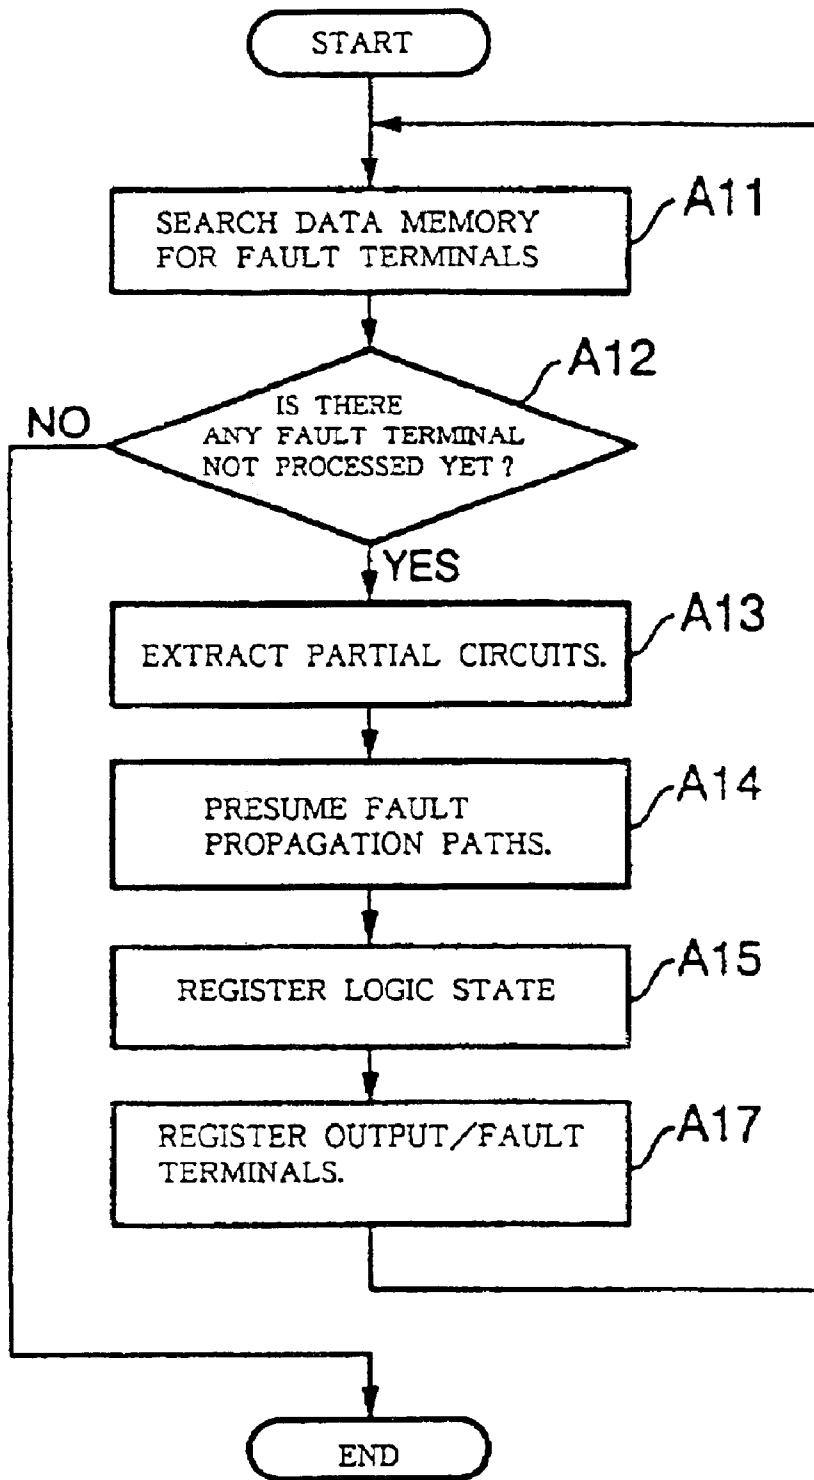 START
A11
SEARCH DATA MEMORY
FOR FAULT TERMINALS
A12
IS THERE
ANY FAULT TERMINAL
NOT PROCESSED YET?
NO
YES
A13
EXTRACT PARTIAL CIRCUITS.
A14
PRESUME FAULT
PROPAGATION PATHS.
A15
REGISTER LOGIC STATE
A17
REGISTER OUTPUT/FAULT
TERMINALS.
END